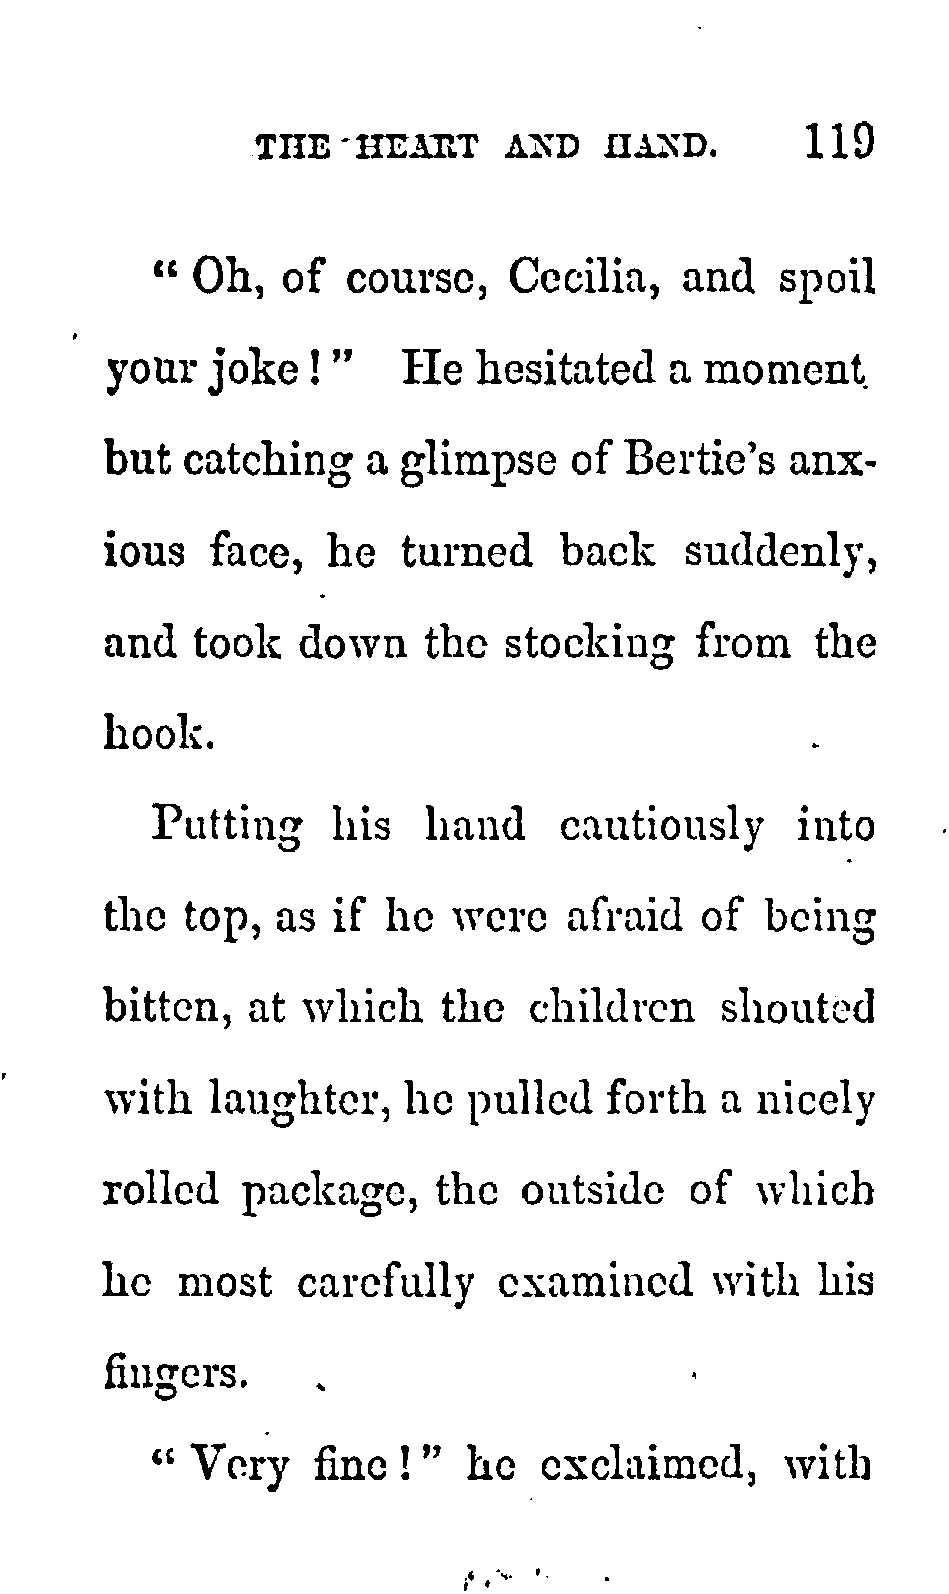 THE HEART AND HAND. 119
“ Oh, of course, Cecilia, and spoil
your joke ! ” He hesitated a moment
but catching a glimpse of Bertie’s anx-
ious face, he turned back suddenly,
and took down the stocking from the
hook.
Putting his hand cautiously into
the top, as if he were afraid of being
bitten, at which the children shouted
with laughter, he pulled forth a nicely
rolled package, the outside of which
he most carefully examined with his
fingers.
“ Very fine ! ” he exclaimed, with